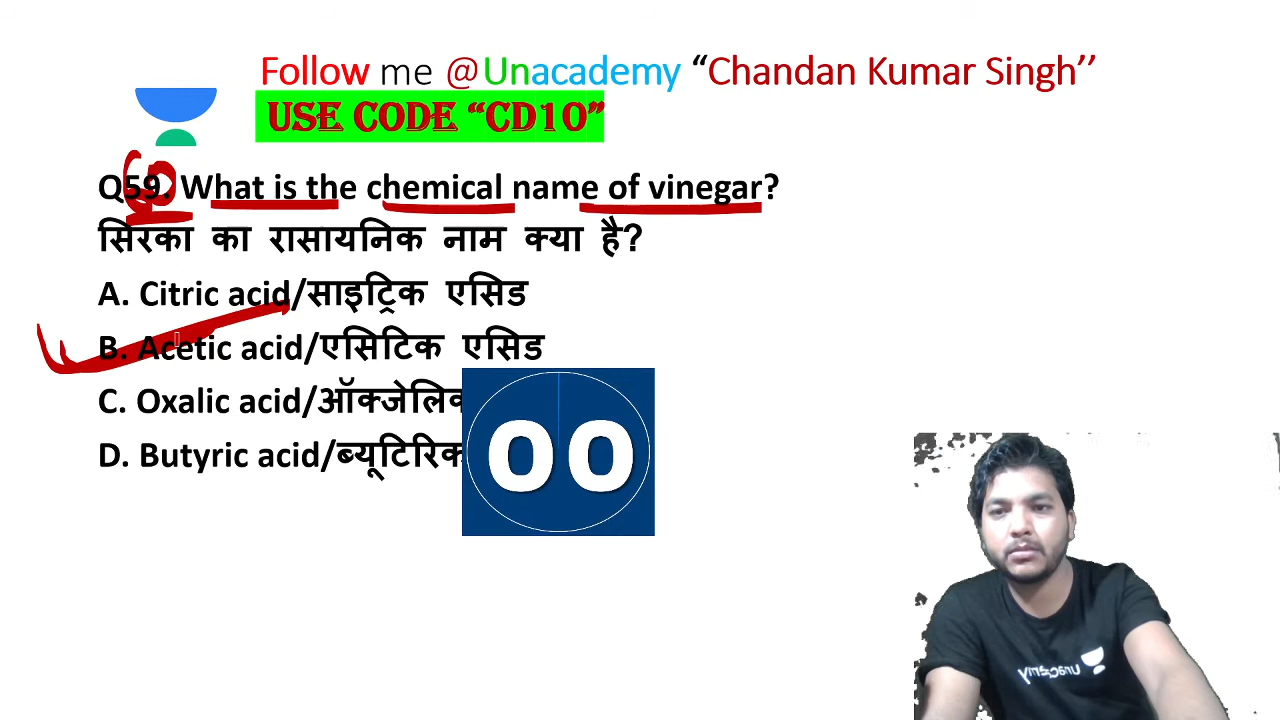 Follow me @Unacademy “Chandan Kumar Singh’’
USE CODE “CD10”
Q59. What is the chemical name of vinegar?
सिरका का रासायनिक नाम क्या है?
A. Citric acid/साइट्रिक एसिड
B. Acetic acid/एसिटिक एसिड
C. Oxalic acid/ऑक्जेलिक
D. Butyric acid/ब्यूटिरिक
00
unacademy